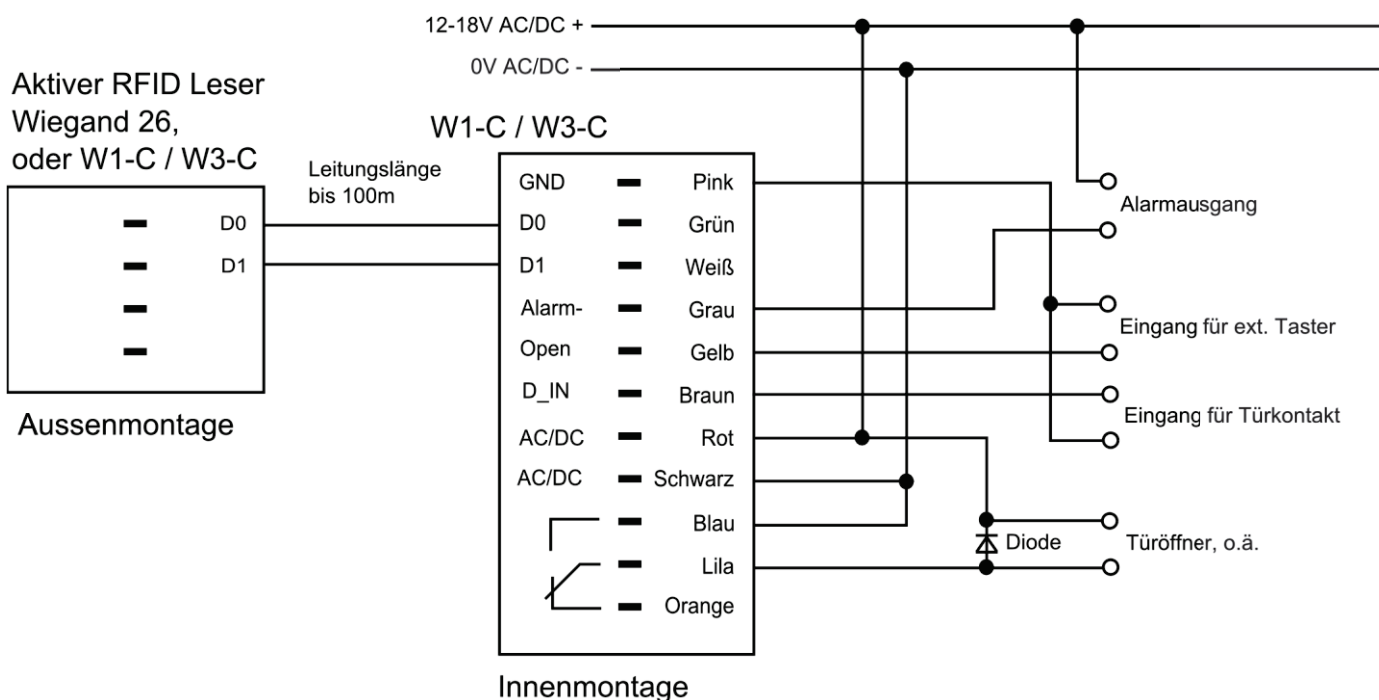 12-18V AC/DC +
0V AC/DC -
Aktiver RFID Leser
Wiegand 26,
oder W1-C / W3-C
D0
D1
Aussenmontage
Leitungslänge
bis 100m
W1-C / W3-C
GND Pink
D0 Grün
D1 Weiß
Alarm- Grau
Open Gelb
D_IN Braun
AC/DC Rot
AC/DC Schwarz
Blau
Lila
Orange
Innenmontage
Alarmausgang
Eingang für ext. Taster
Eingang für Türkontakt
Diode
Türöffner, o.ä.